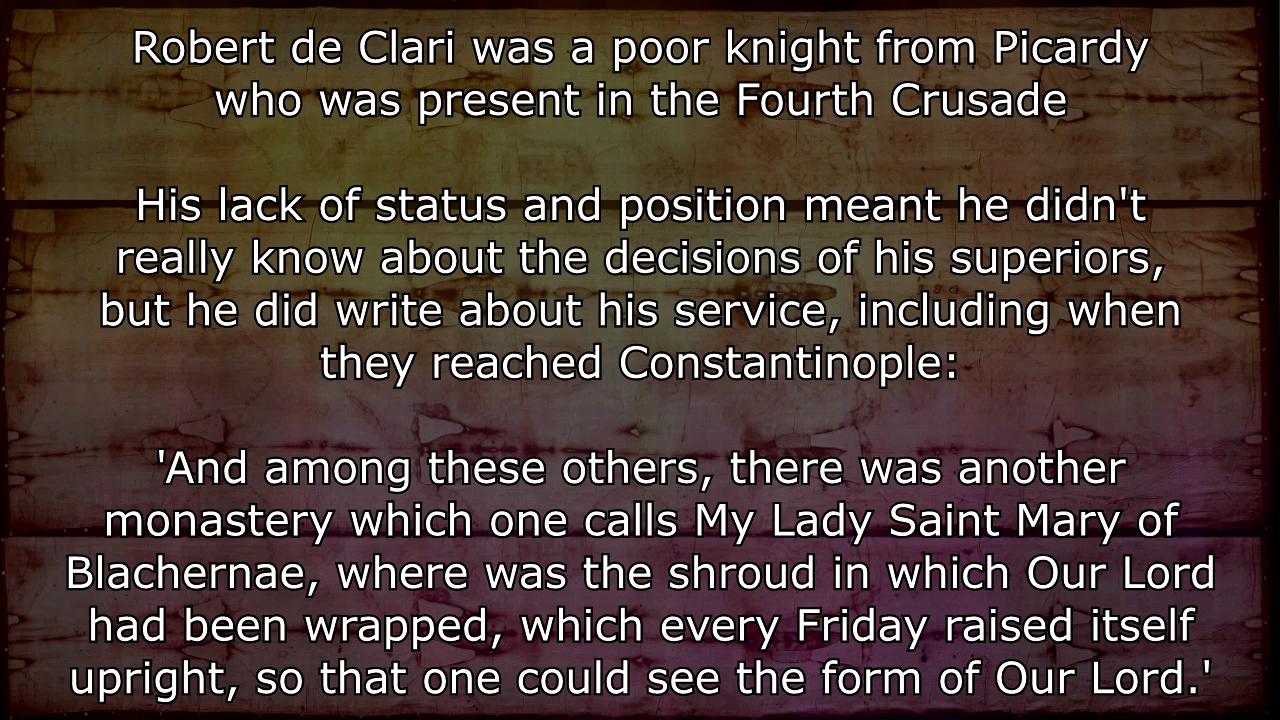 Robert de Clari was a poor knight from Picardy
who was present in the Fourth Crusade
His lack of status and position meant he didn't
really know about the decisions of his superiors,
but he did write about his service, including when
they reached Constantinople:
'And among these others, there was another
monastery which one calls My Lady Saint Mary of
Blachernae, where was the shroud in which Our Lord
had been wrapped, which every Friday raised itself
upright, so that one could see the form of Our Lord.'